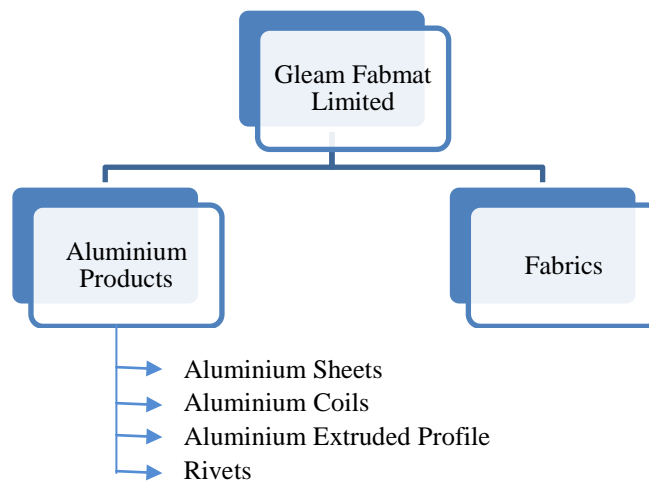 Gleam Fabmat
Limited
Aluminium
Products
Fabrics
Aluminium Sheets
Aluminium Coils
Aluminium Extruded Profile
Rivets